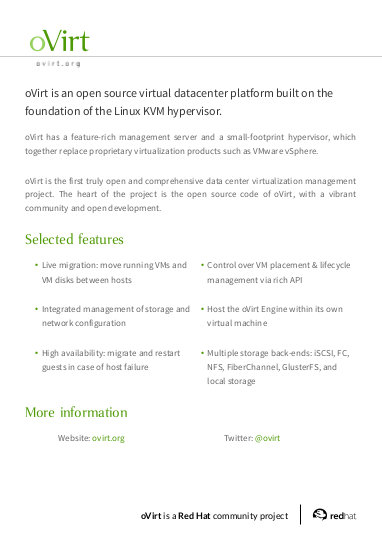 oVirt
ovirt.org
oVirt is an open source virtual datacenter platform built on the
foundation of the Linux KVM hypervisor.
oVirt has a feature-rich management server and a small-footprint hypervisor, which
together replace proprietary virtualization products such as VMware vSphere.
oVirt is the first truly open and comprehensive data center virtualization management
project. The heart of the project is the open source code of oVirt, with a vibrant
community and open development.
Selected features
• Live migration: move running VMs and
VM disks between hosts
• Integrated management of storage and
network configuration
• High availability: migrate and restart
guests in case of host failure
• Control over VM placement & lifecycle
management via rich API
• Host the oVirt Engine within its own
virtual machine
• Multiple storage back-ends: iSCSI, FC,
NFS, FiberChannel, GlusterFS, and
local storage
More information
Website: ovirt.org
Twitter: @ovirt
oVirt is a Red Hat community project
redhat